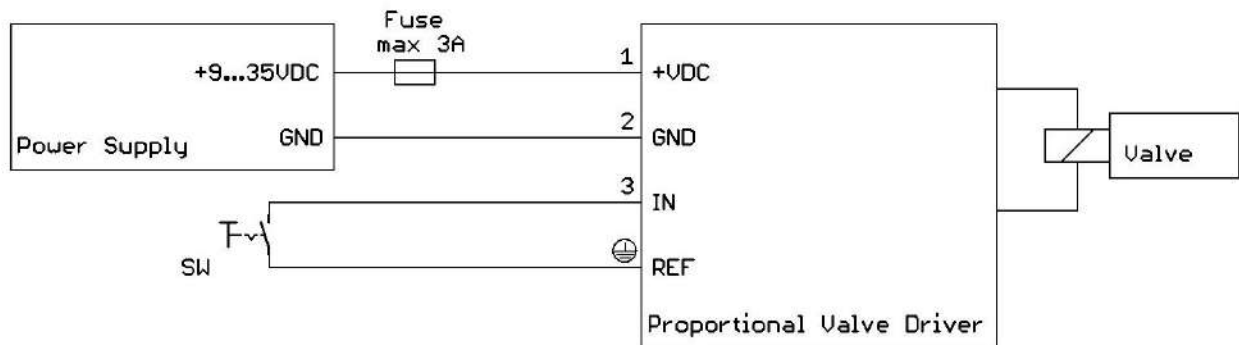 Fuse
max 3A
+9...35VDC
1
+VDC
GND
2
GND
Power Supply
Valve
3
IN
SW
REF
Proportional Valve Driver